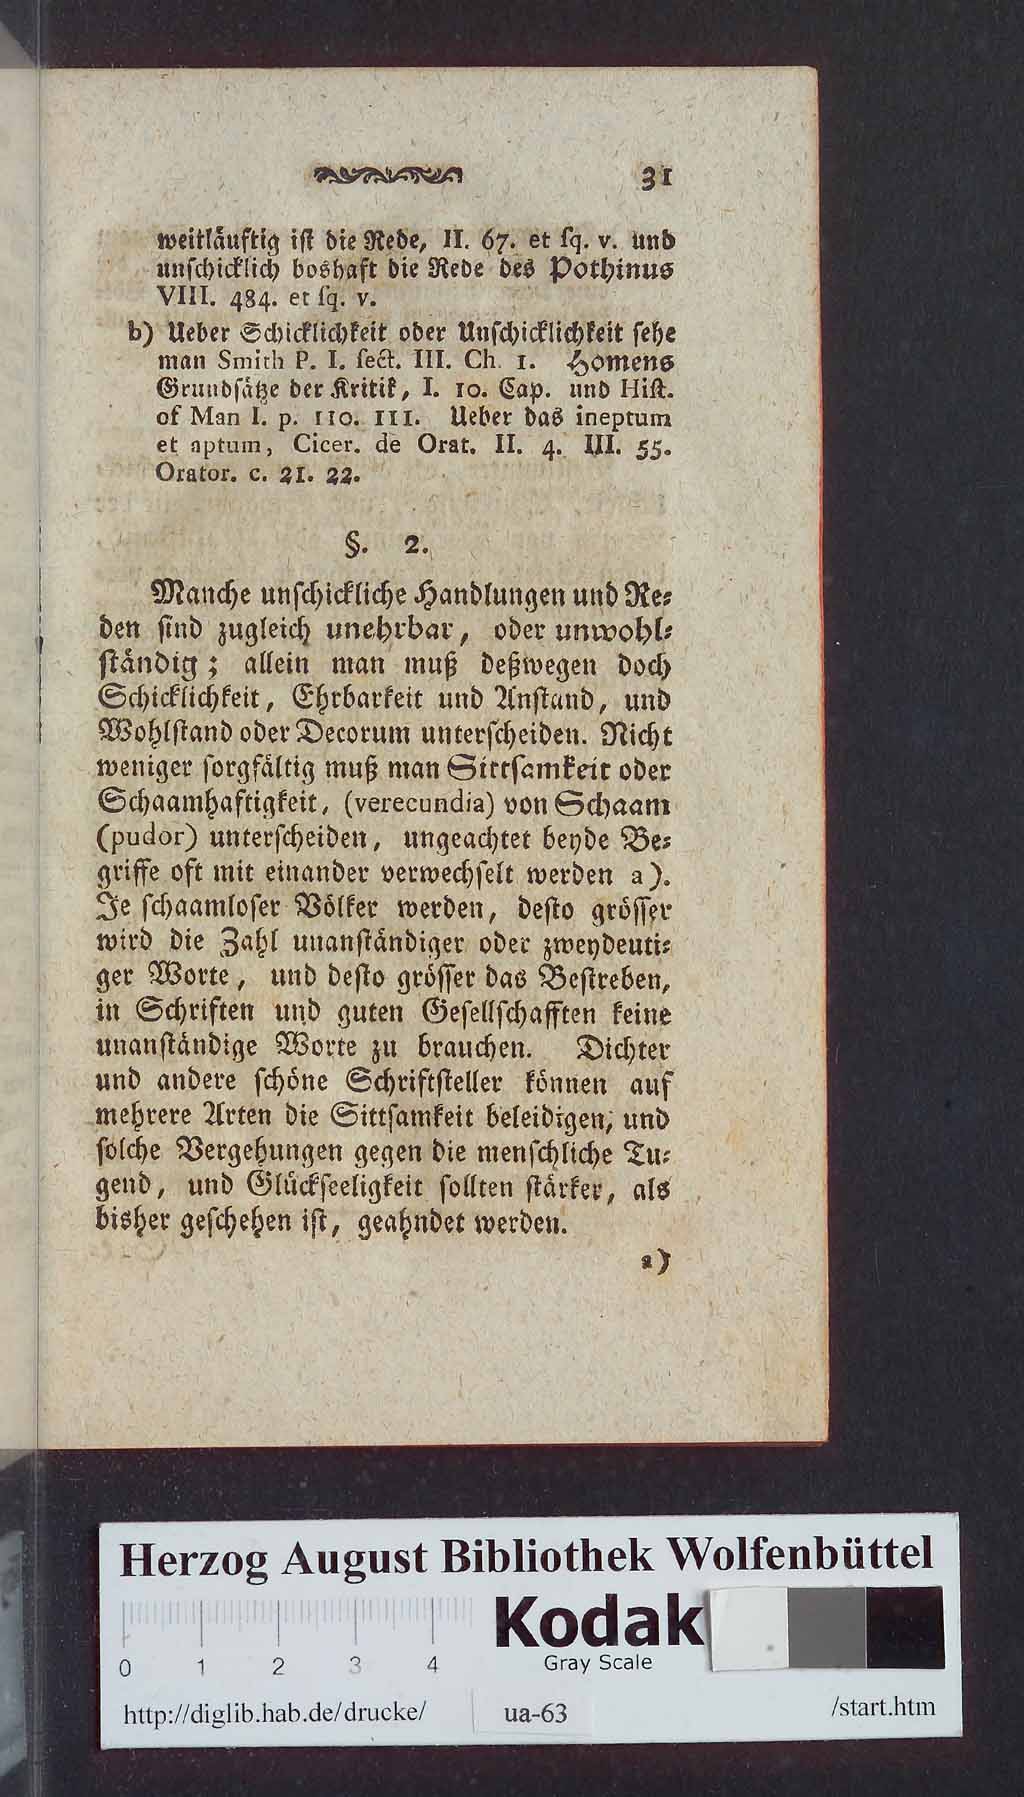 31
weitläuftig ist die Rede, II. 67. et sq. v. und
unschicklich boshaft die Rede des Pothinus
VIII. 484. et sq. v.
b) Ueber Schicklichkeit oder Unschicklichkeit sehe
man Smith P. I. sect. III. Ch. 1. Homens
Grundsätze der Kritik, I. 10. Cap. und Hist.
of Man I. p. 110. 111. Ueber das ineptum
et aptum, Cicer. de Orat. II. 4. III. 55.
Orator. c. 21. 22.
§. 2.
Manche unschickliche Handlungen und Re-
den sind zugleich unehrbar, oder unwohl-
ständig; allein man muß deßwegen doch
Schicklichkeit, Ehrbarkeit und Anstand, und
Wohlstand oder Decorum unterscheiden. Nicht
weniger sorgfältig muß man Sittsamkeit oder
Schaamhaftigkeit, (verecundia) von Schaam
(pudor) unterscheiden, ungeachtet beyde Be-
griffe oft mit einander verwechselt werden a).
Je schaamloser Völker werden, desto grösser
wird die Zahl unanständiger oder zweydeuti-
ger Worte, und desto grösser das Bestreben,
in Schriften und guten Gesellschafften keine
unanständige Worte zu brauchen. Dichter
und andere schöne Schriftsteller können auf
mehrere Arten die Sittsamkeit beleidigen, und
solche Vergehungen gegen die menschliche Tu-
gend, und Glückseeligkeit sollten stärker, als
bisher geschehen ist, geahndet werden.
a)
Herzog August Bibliothek Wolfenbüttel
Kodak
Gray Scale
0 1 2 3 4
http://diglib.hab.de/drucke/ ua-63 /start.htm